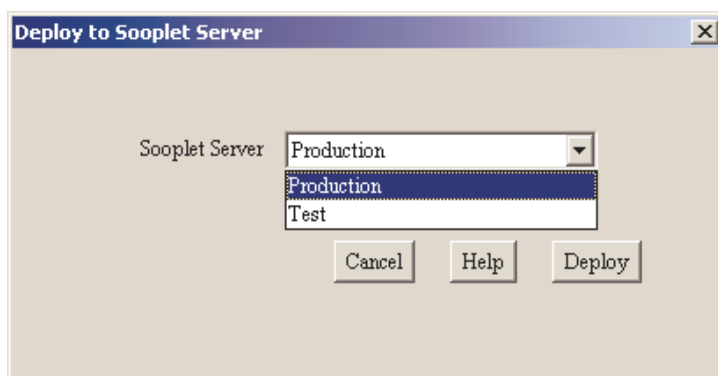 Deploy to Sooplet Server
Sooplet Server Production
Production
Test
Cancel Help Deploy